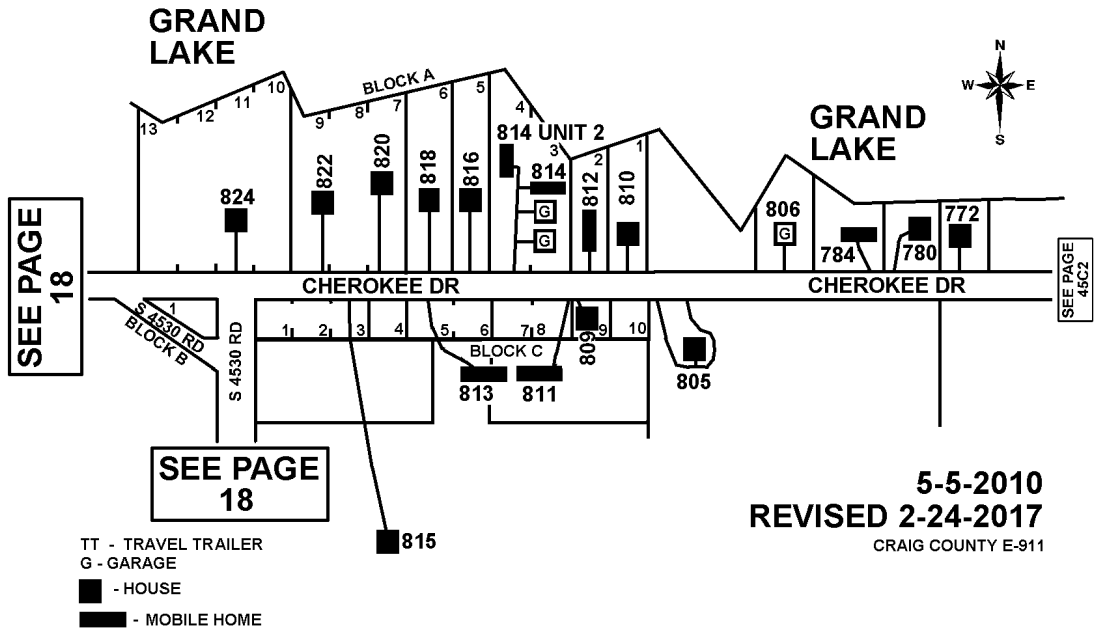 GRAND
LAKE
N
W
E
S
BLOCK A
13
12
11
10
9
8
7
6
5
4
3
2
1
GRAND
LAKE
814 UNIT 2
824
822
820
818
816
814
G
G
812
810
806
G
784
780
772
SEE PAGE
18
CHEROKEE DR
CHEROKEE DR
SEE PAGE
45C2
1
S 4530 RD
BLOCK B
S 4530 RD
1
2
3
4
5
6
7
8
9
10
BLOCK C
809
813
811
805
SEE PAGE
18
815
5-5-2010
REVISED 2-24-2017
CRAIG COUNTY E-911
TT - TRAVEL TRAILER
G - GARAGE
- HOUSE
- MOBILE HOME